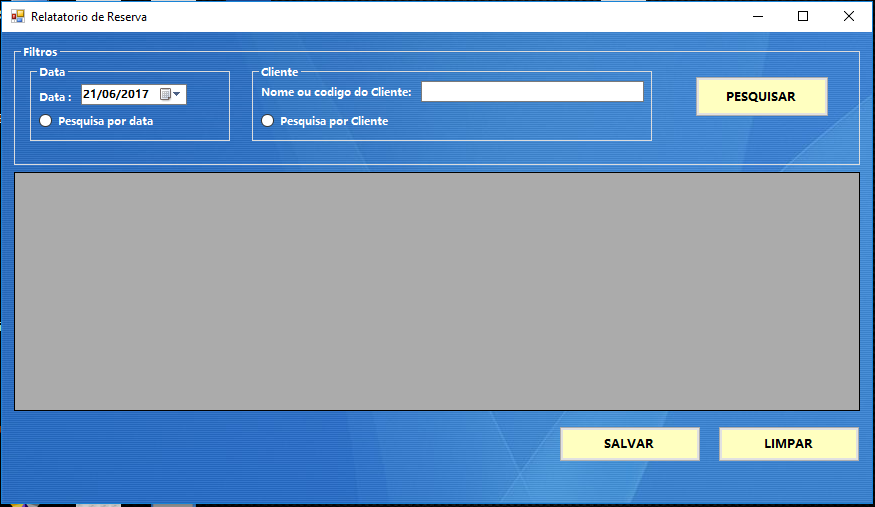 Relatatorio de Reserva
Filtros
Data
Data :
21/06/2017
Pesquisa por data
Cliente
Nome ou codigo do Cliente:
Pesquisa por Cliente
PESQUISAR
SALVAR
LIMPAR